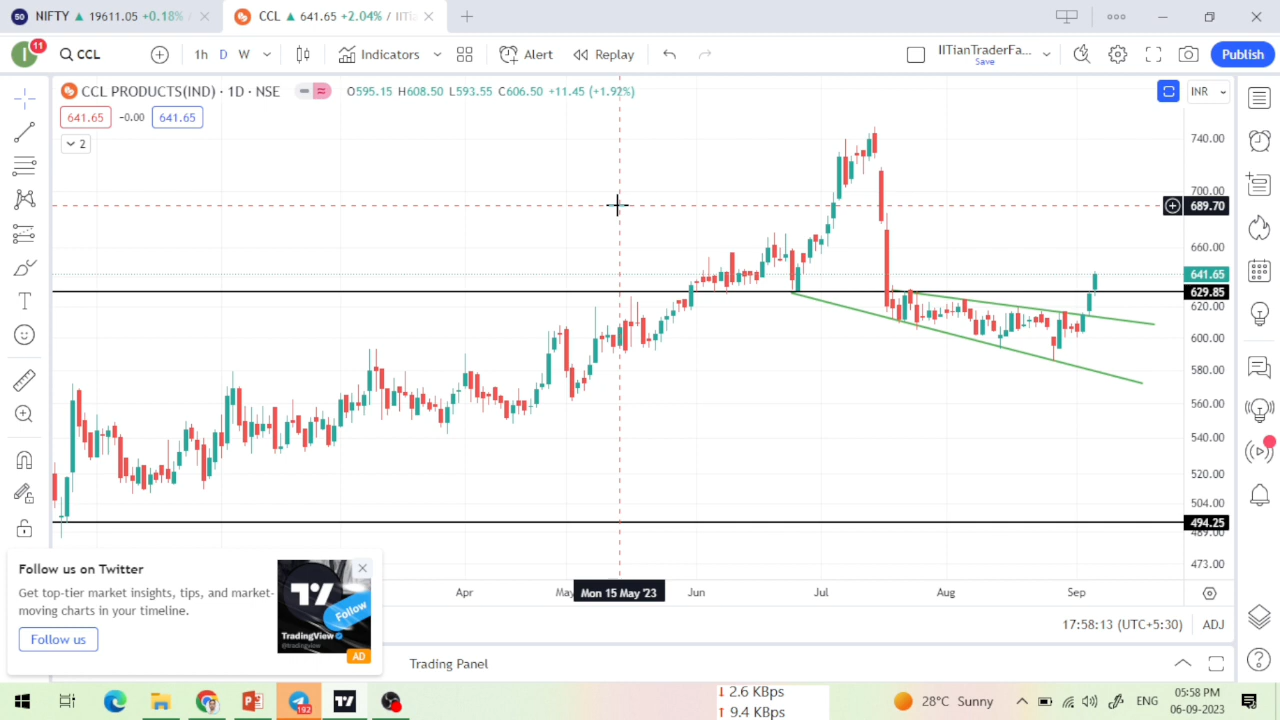 NIFTY ▲ 19611.05 +0.18% /
CCL ▲ 641.65 +2.04% / IITi
11
CCL
1h D W
Indicators
Alert
Replay
IITianTraderFa...
Save
Publish
CCL PRODUCTS(IND) · 1D · NSE
O595.15 H608.50 L593.55 C606.50 +11.45 (+1.92%)
INR
641.65 -0.00 641.65
2
740.00
700.00
689.70
660.00
641.65
629.85
620.00
600.00
580.00
560.00
540.00
520.00
504.00
494.25
489.00
473.00
Apr
May
Mon 15 May '23
Jun
Jul
Aug
Sep
17:58:13 (UTC+5:30)
ADJ
Follow us on Twitter
Get top-tier market insights, tips, and market-
moving charts in your timeline.
Follow us
Follow
TradingView
@tradingview
AD
Trading Panel
192
↓ 2.6 KBps
↑ 9.4 KBps
28°C Sunny
ENG
05:58 PM
06-09-2023